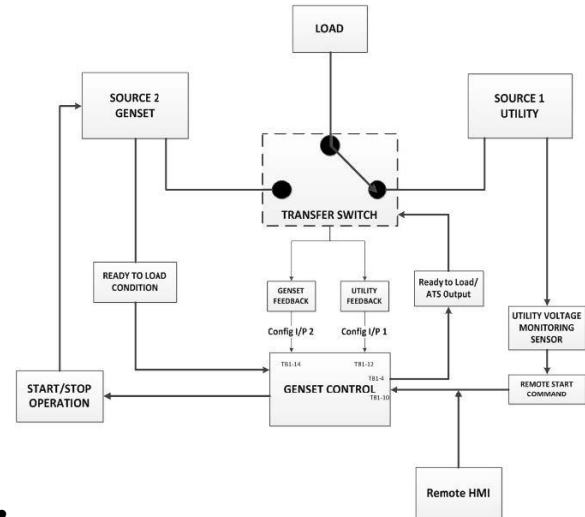 LOAD
SOURCE 2
GENSET
SOURCE 1
UTILITY
TRANSFER SWITCH
READY TO LOAD
CONDITION
GENSET
FEEDBACK
UTILITY
FEEDBACK
Ready to Load/
ATS Output
Config I/P 2
Config I/P 1
UTILITY VOLTAGE
MONITORING
SENSOR
TB1-14
TB1-12
TB1-4
TB1-10
GENSET CONTROL
START/STOP
OPERATION
REMOTE START
COMMAND
Remote HMI